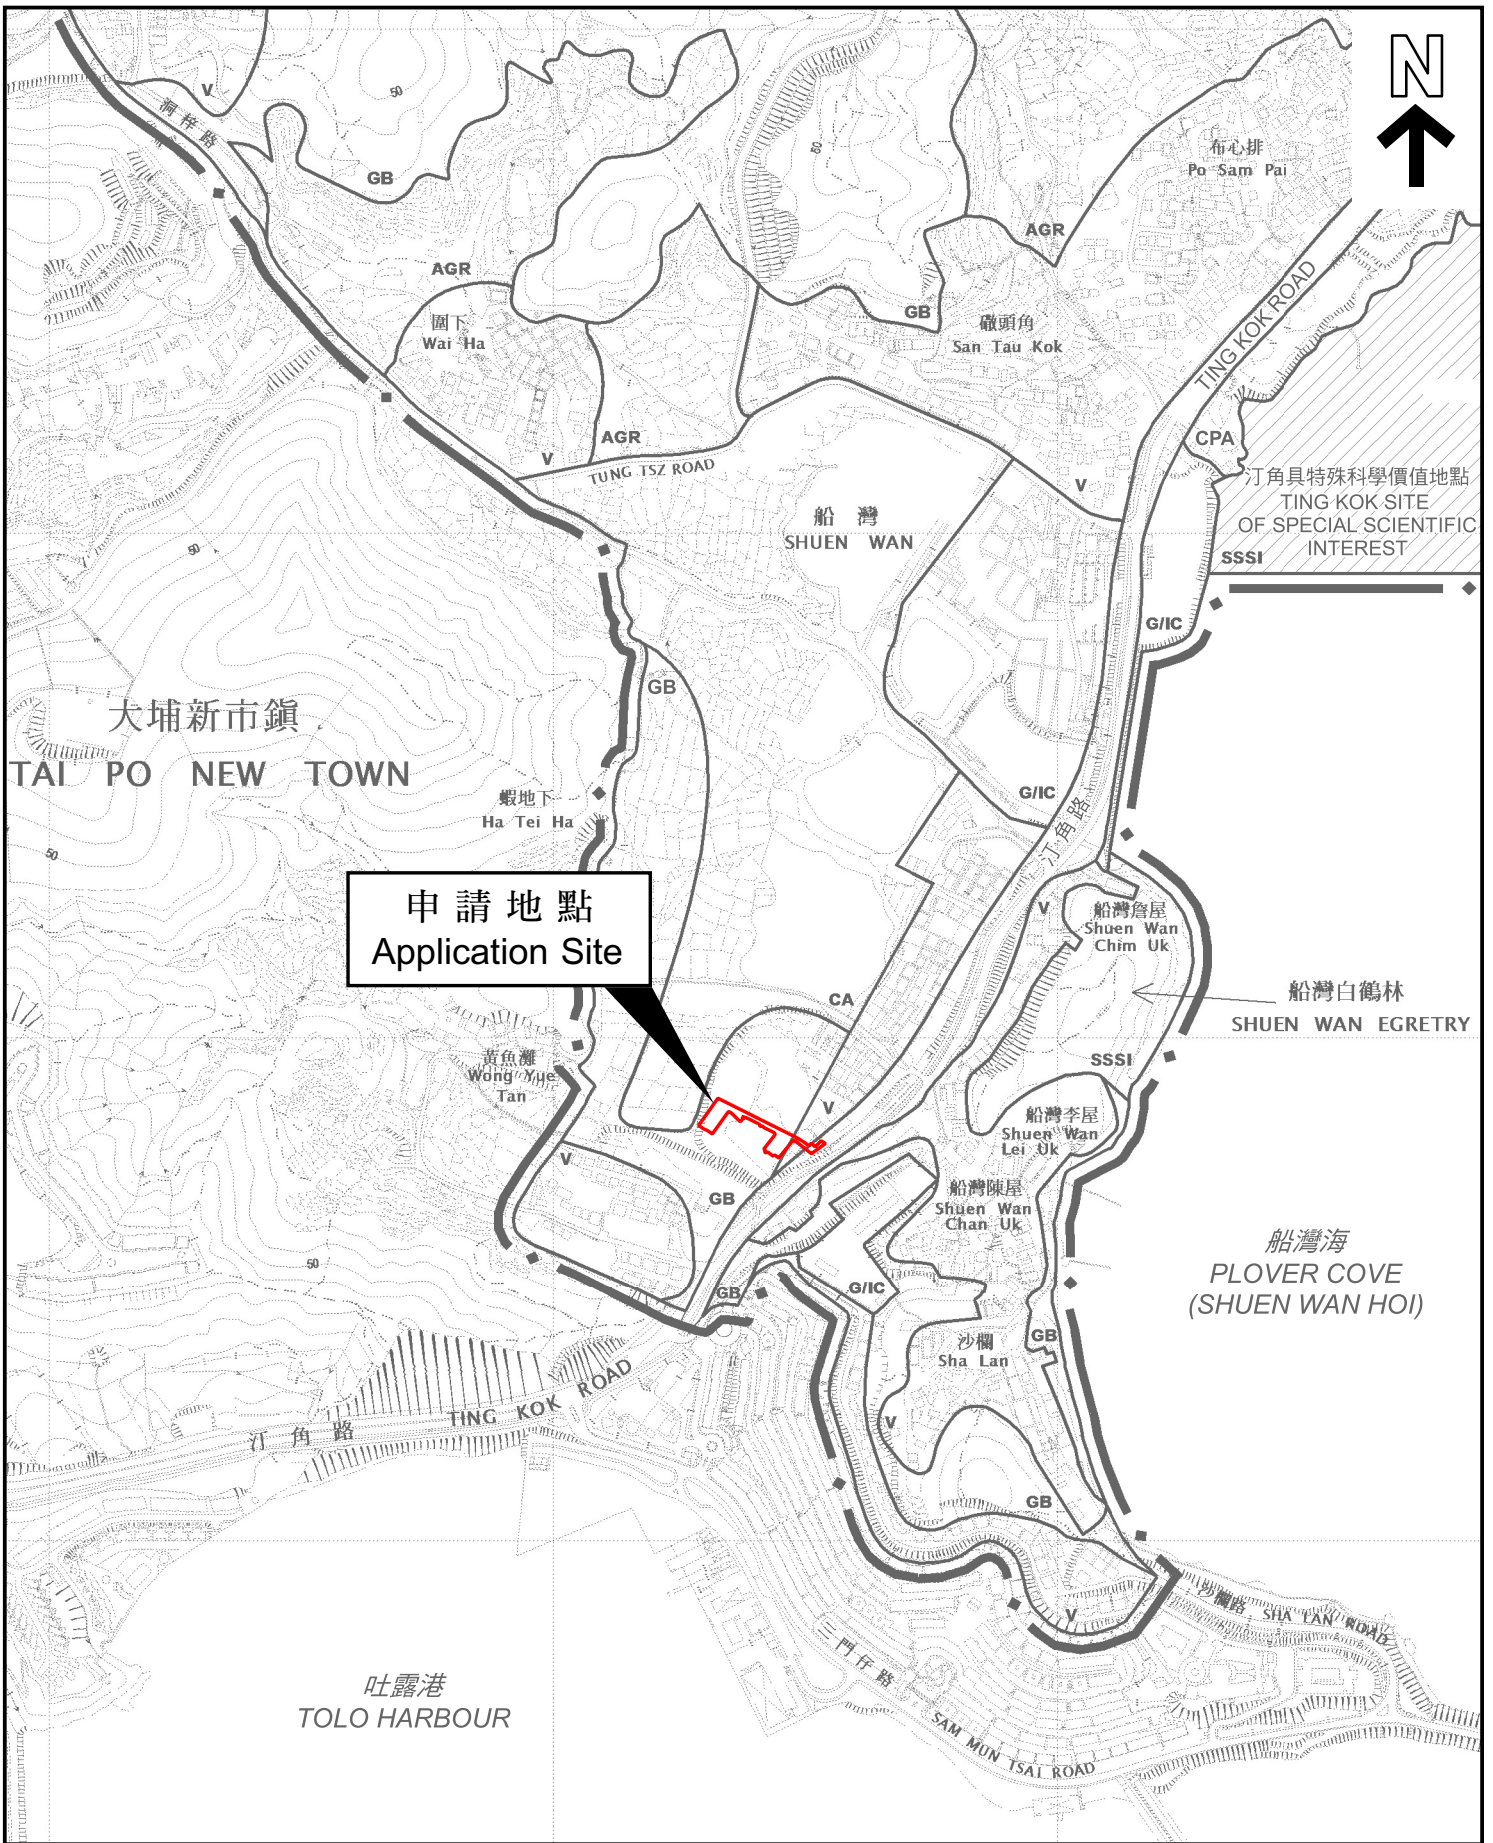 N
V
50
洞梓路
GB
50
布心排
Po Sam Pai
AGR
AGR
圍下
Wai Ha
GB
礮頭角
San Tau Kok
TING KOK ROAD
AGR
V
TUNG TSZ ROAD
CPA
V
汀角具特殊科學價值地點
TING KOK SITE
OF SPECIAL SCIENTIFIC
INTEREST
SSSI
船灣
SHUEN WAN
50
G/IC
GB
大埔新市鎮
TAI PO NEW TOWN
蝦地下
Ha Tei Ha
G/IC
汀角路
50
申請地點
Application Site
V
船灣詹屋
Shuen Wan
Chim Uk
CA
船灣白鶴林
SHUEN WAN EGRETRY
SSSI
黃魚灘
Wong Yue
Tan
V
船灣李屋
Shuen Wan
Lei Uk
V
GB
船灣陳屋
Shuen Wan
Chan Uk
50
船灣海
PLOVER COVE
(SHUEN WAN HOI)
GB
G/IC
沙欄
Sha Lan
GB
汀角路
TING KOK ROAD
V
GB
V
沙欄路 SHA LAN ROAD
三門仔路
SAM MUN TSAI ROAD
吐露港
TOLO HARBOUR